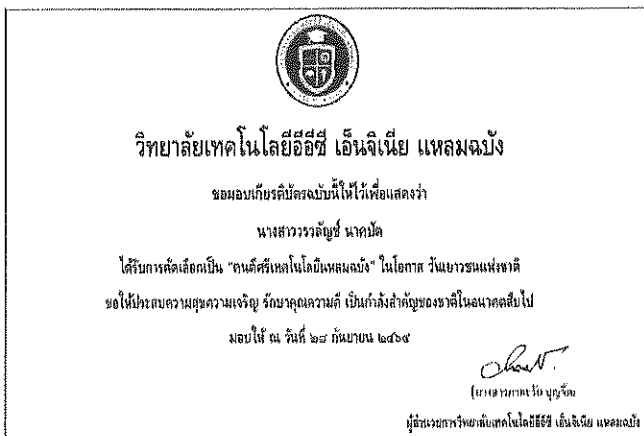 วิทยาลัยเทคโนโลยีอีอีซี เอ็นจิเนีย แหลมฉบัง
ขอมอบเกียรติบัตรฉบับนี้ให้ไว้เพื่อแสดงว่า
นางสาววรวลัญช์ นาคบัด
ได้รับการคัดเลือกเป็น "คนดีศรีเทคโนโลยีแหลมฉบัง" ในโอกาส วันเยาวชนแห่งชาติ
ขอให้ประสบความสุขความเจริญ รักษาคุณความดี เป็นกำลังสำคัญของชาติในอนาคตสืบไป
มอบให้ ณ วันที่ ๒๘ กันยายน ๒๕๖๔
บุญจิตต
ผู้อำนวยการวิทยาลัยเทคโนโลยีอีอีซี เอ็นจิเนีย แหลมฉบัง